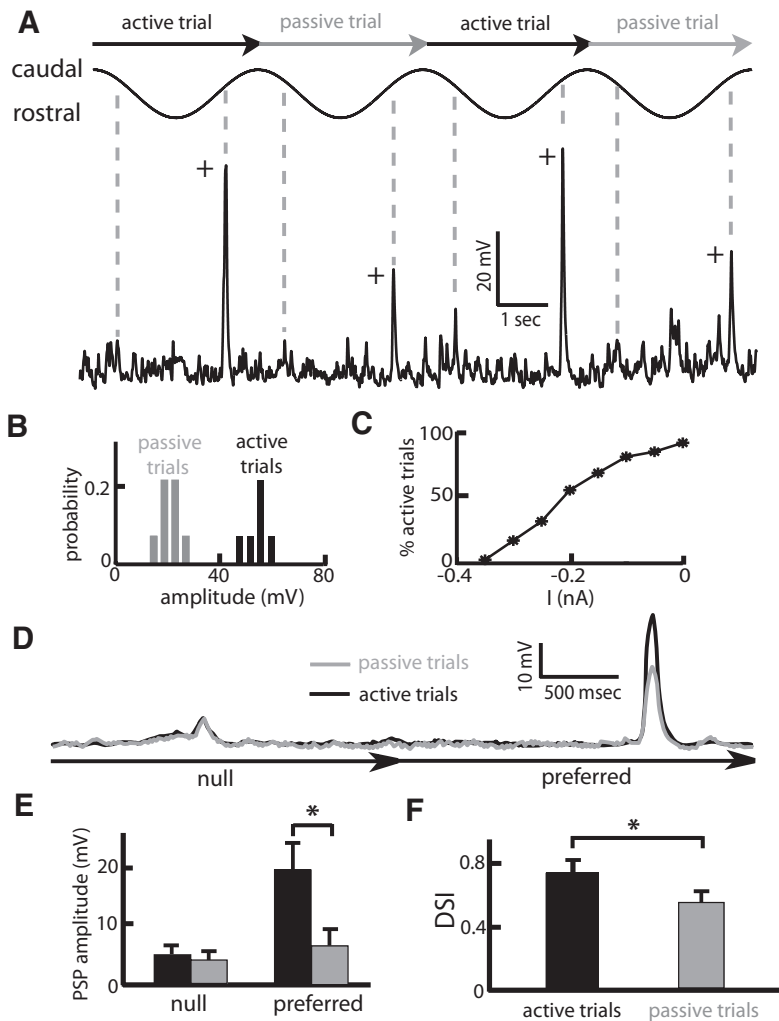 A
active trial passive trial active trial passive trial
caudal
rostral
+ + + +
20 mV
1 sec
B
passive trials
active trials
probability
0.2
0
0 40 80
amplitude (mV)
C
% active trials
100
50
0
-0.4 -0.2 0
I (nA)
D
passive trials
active trials
10 mV
500 msec
null preferred
E
PSP amplitude (mV)
20
10
0
*
null preferred
F
DSI
0.8
0.4
0
*
active trials passive trials